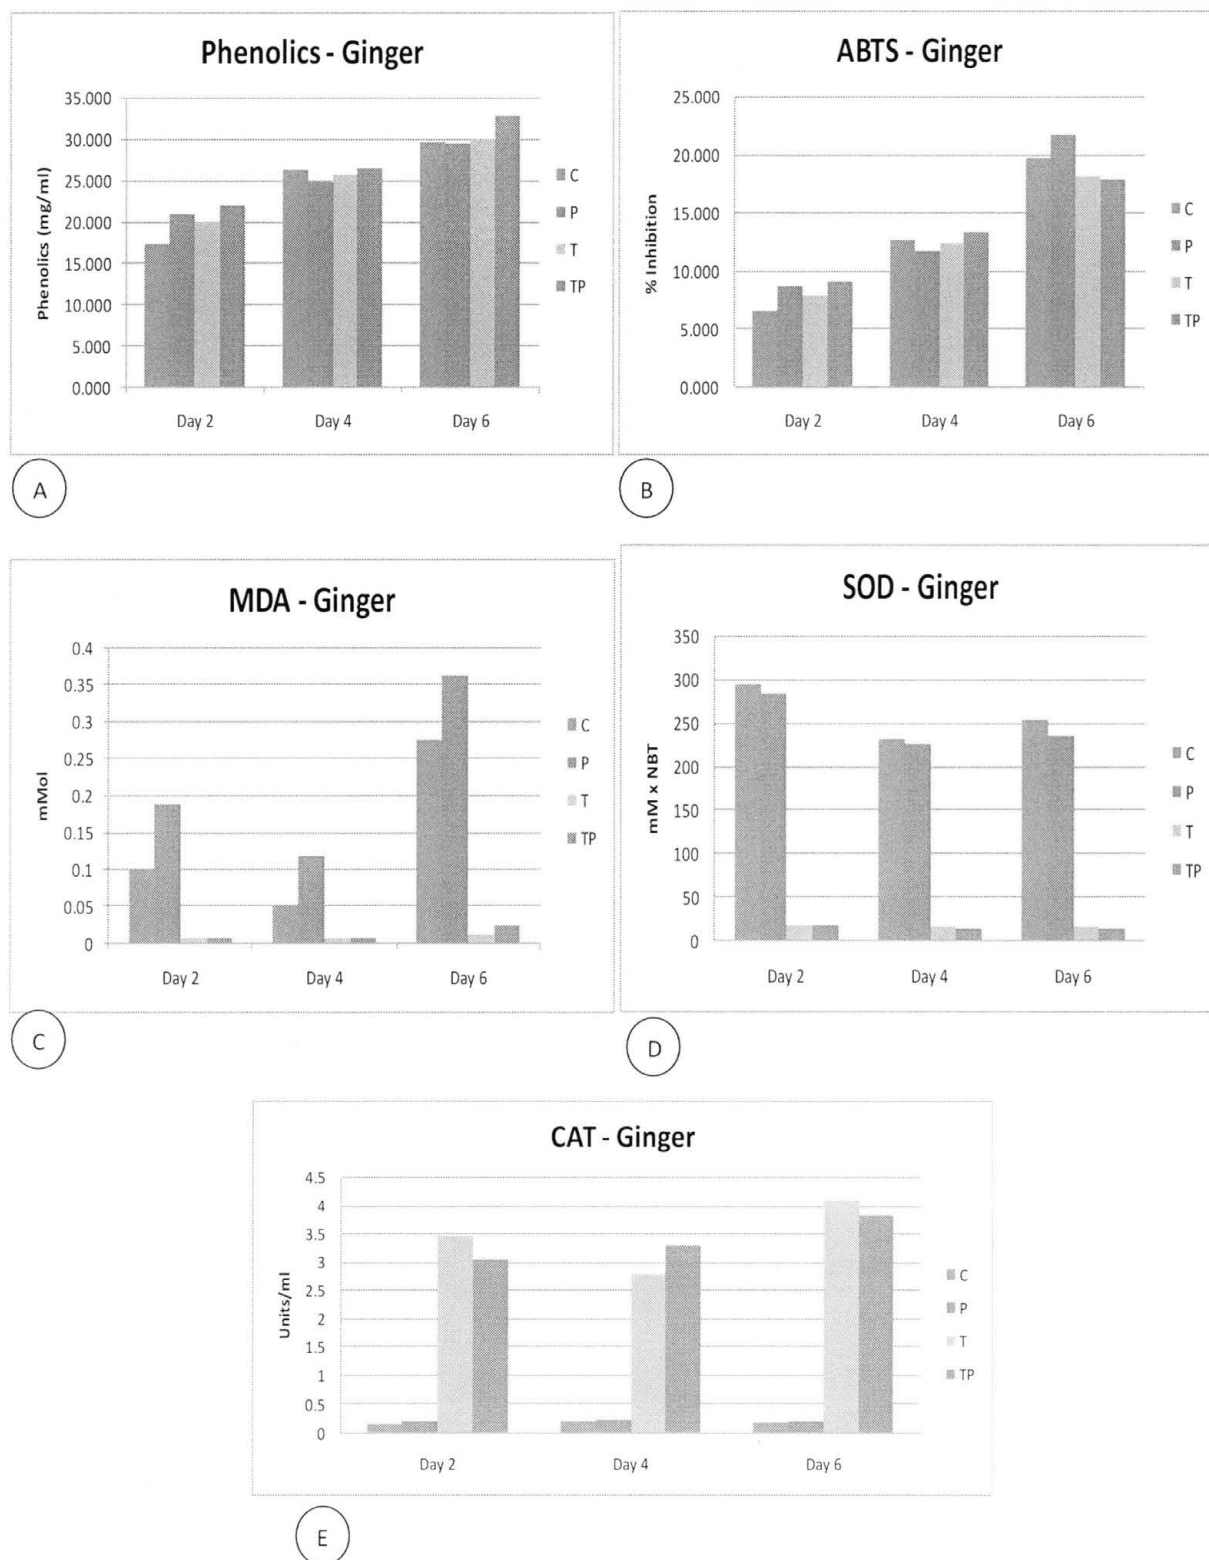 Phenolics - Ginger
Phenolics (mg/ml)
35.000
30.000
25.000
20.000
15.000
10.000
5.000
0.000
Day 2
Day 4
Day 6
C
P
T
TP
A
ABTS - Ginger
% Inhibition
25.000
20.000
15.000
10.000
5.000
0.000
Day 2
Day 4
Day 6
C
P
T
TP
B
MDA - Ginger
mMol
0.4
0.35
0.3
0.25
0.2
0.15
0.1
0.05
0
Day 2
Day 4
Day 6
C
P
T
TP
C
SOD - Ginger
mM x NBT
350
300
250
200
150
100
50
0
Day 2
Day 4
Day 6
C
P
T
TP
D
CAT - Ginger
Units/ml
4.5
4
3.5
3
2.5
2
1.5
1
0.5
0
Day 2
Day 4
Day 6
C
P
T
TP
E